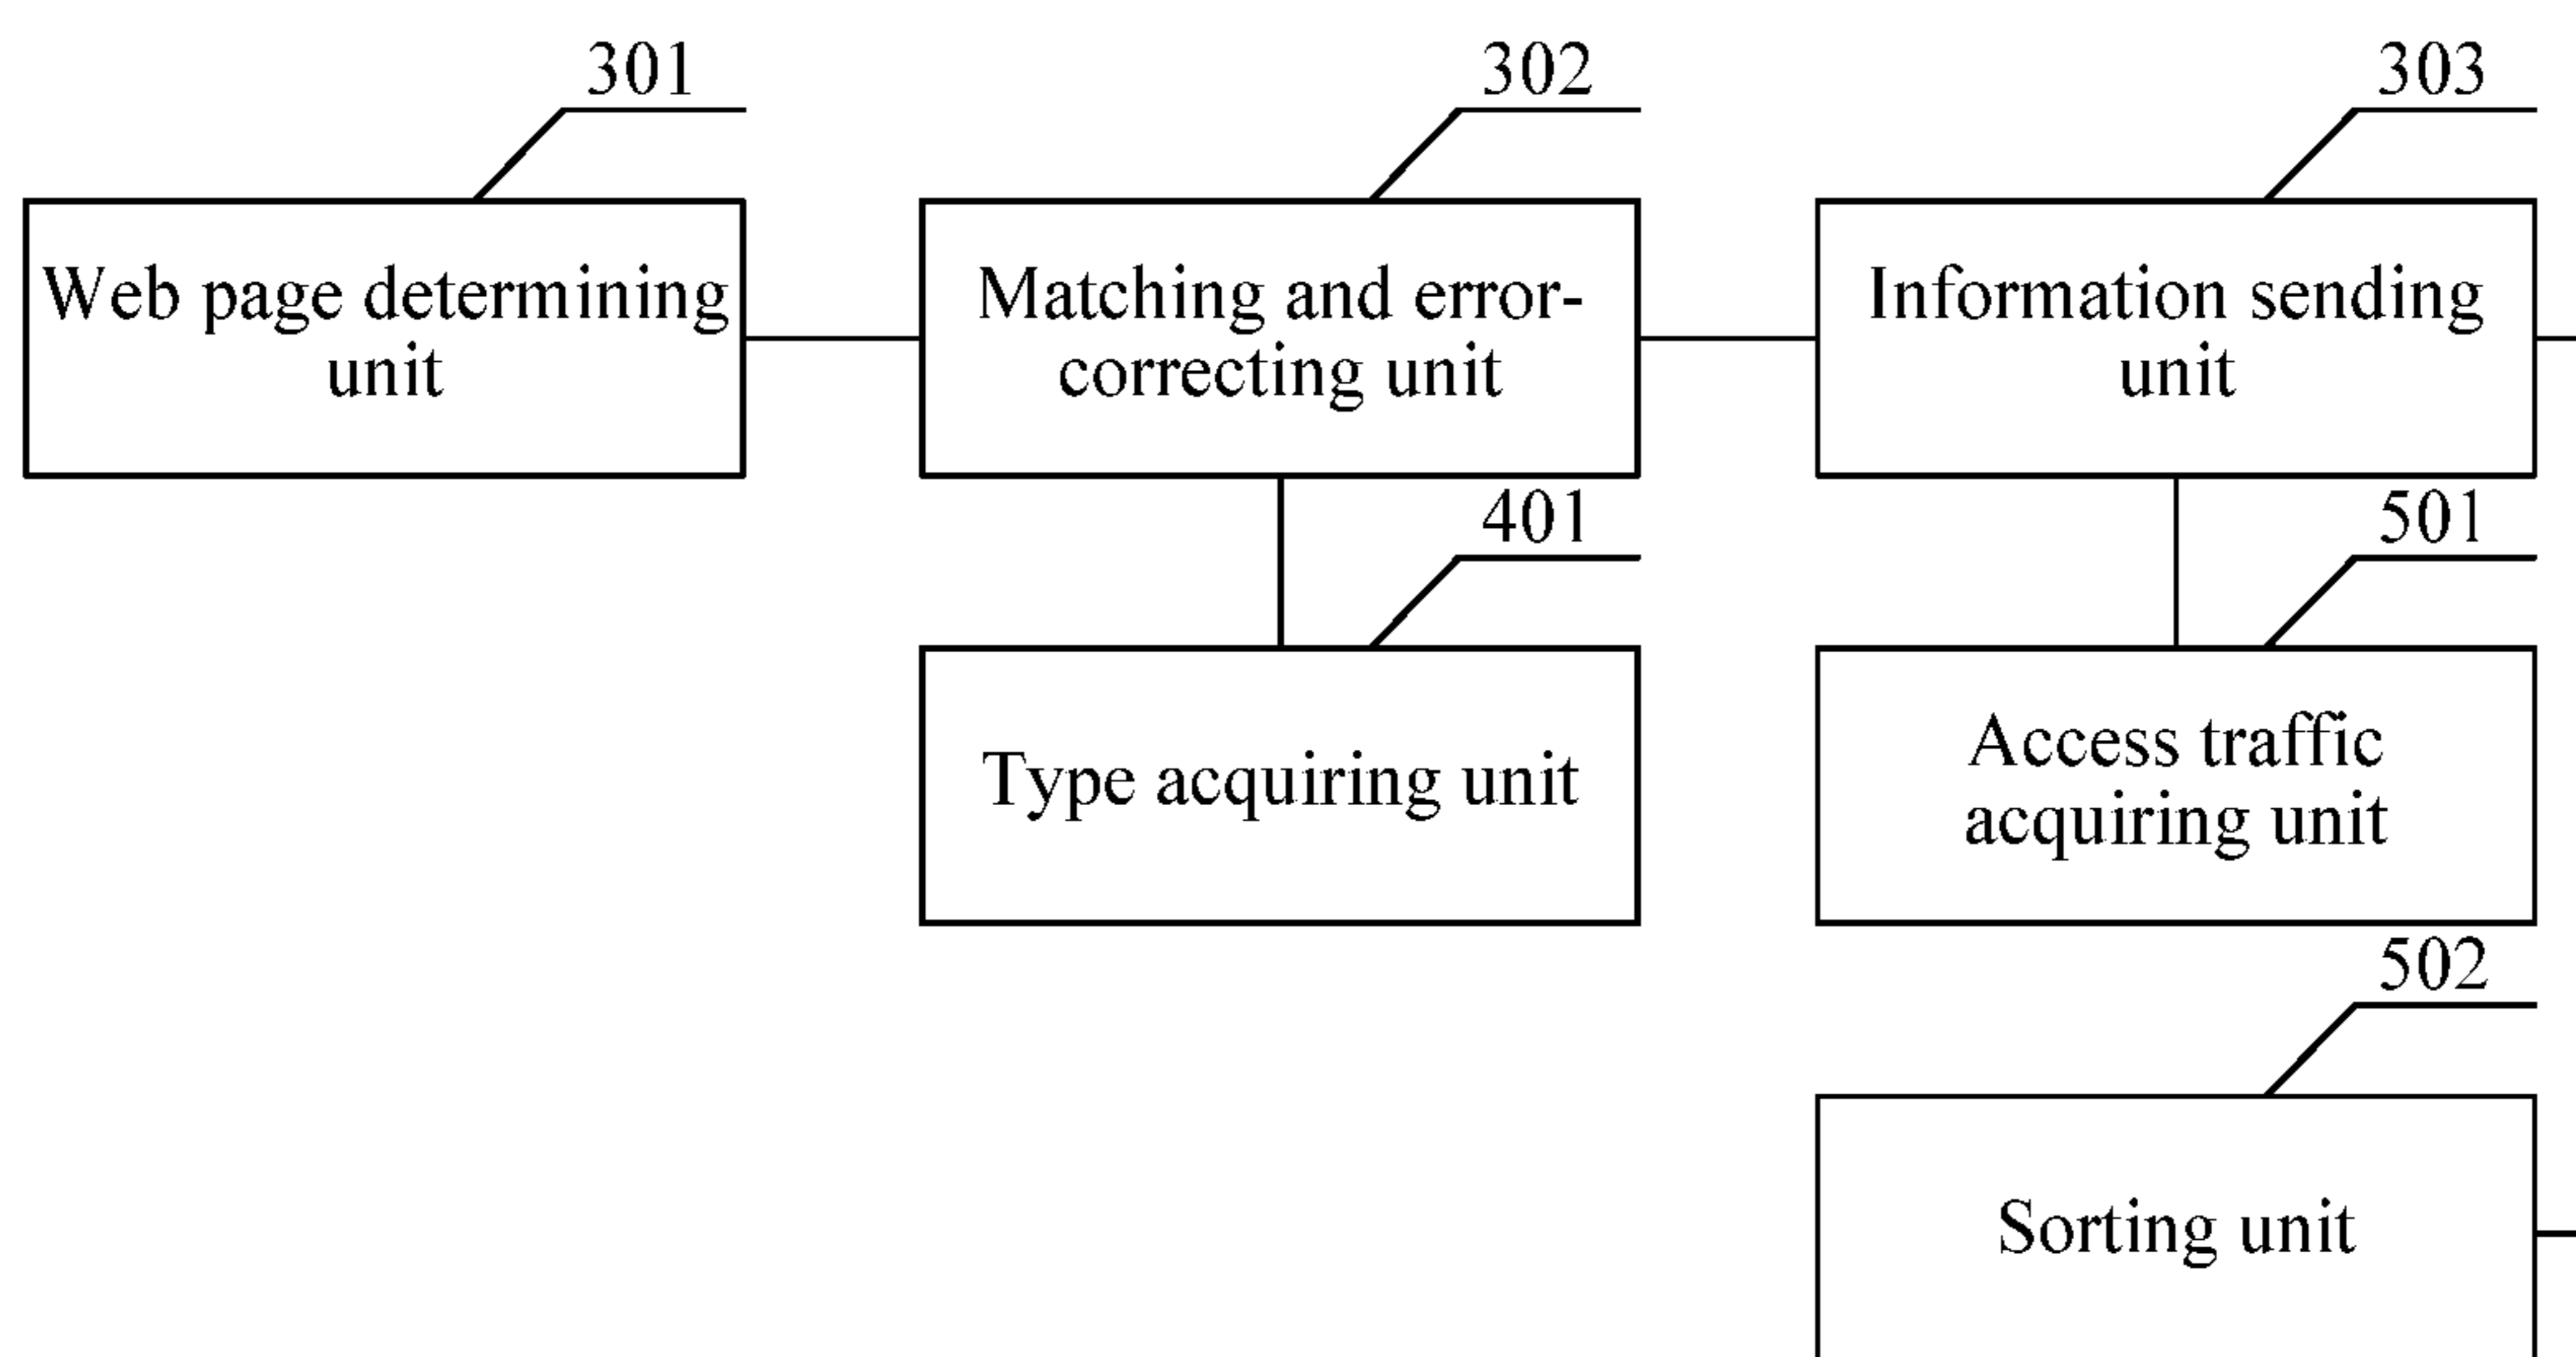 301
302
303
Web page determining
unit
Matching and error-
correcting unit
Information sending
unit
401
501
Type acquiring unit
Access traffic
acquiring unit
502
Sorting unit